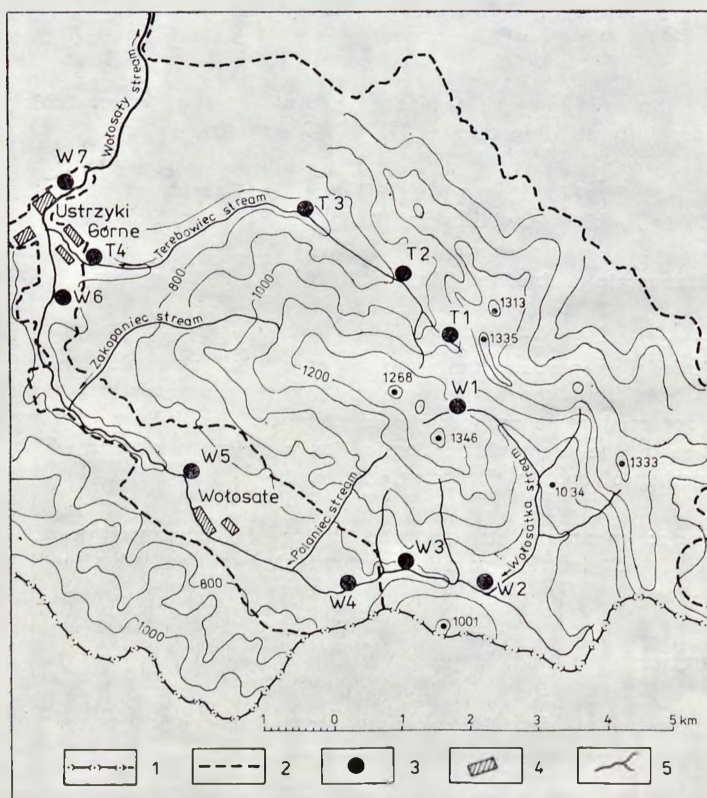 Wołosaty stream
W7
Ustrzyki
Górne
T4
W6
Terebowiec stream
T3
T2
T1
1313
1335
800
1000
Zakopaniec stream
1200
1268
W1
1346
1333
1034
W5
Wołosate
Połaniec stream
Wołosatka stream
W3
W4
W2
800
1000
1001
1 0 1 2 3 4 5 km
1 2 3 4 5